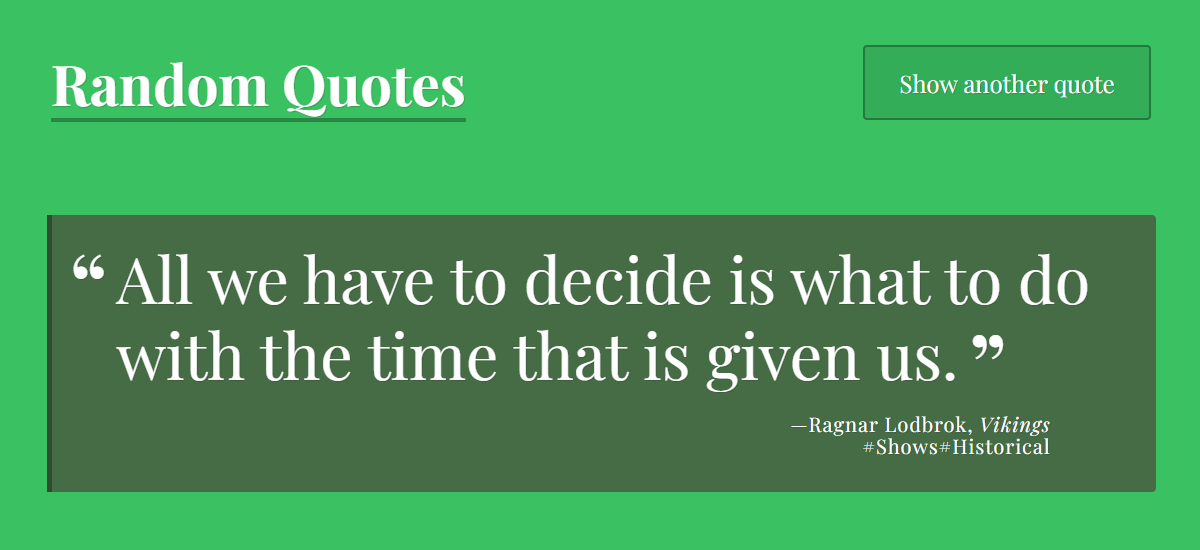 Random Quotes
Show another quote
“ All we have to decide is what to do
with the time that is given us. ”
—Ragnar Lodbrok, Vikings
#Shows#Historical